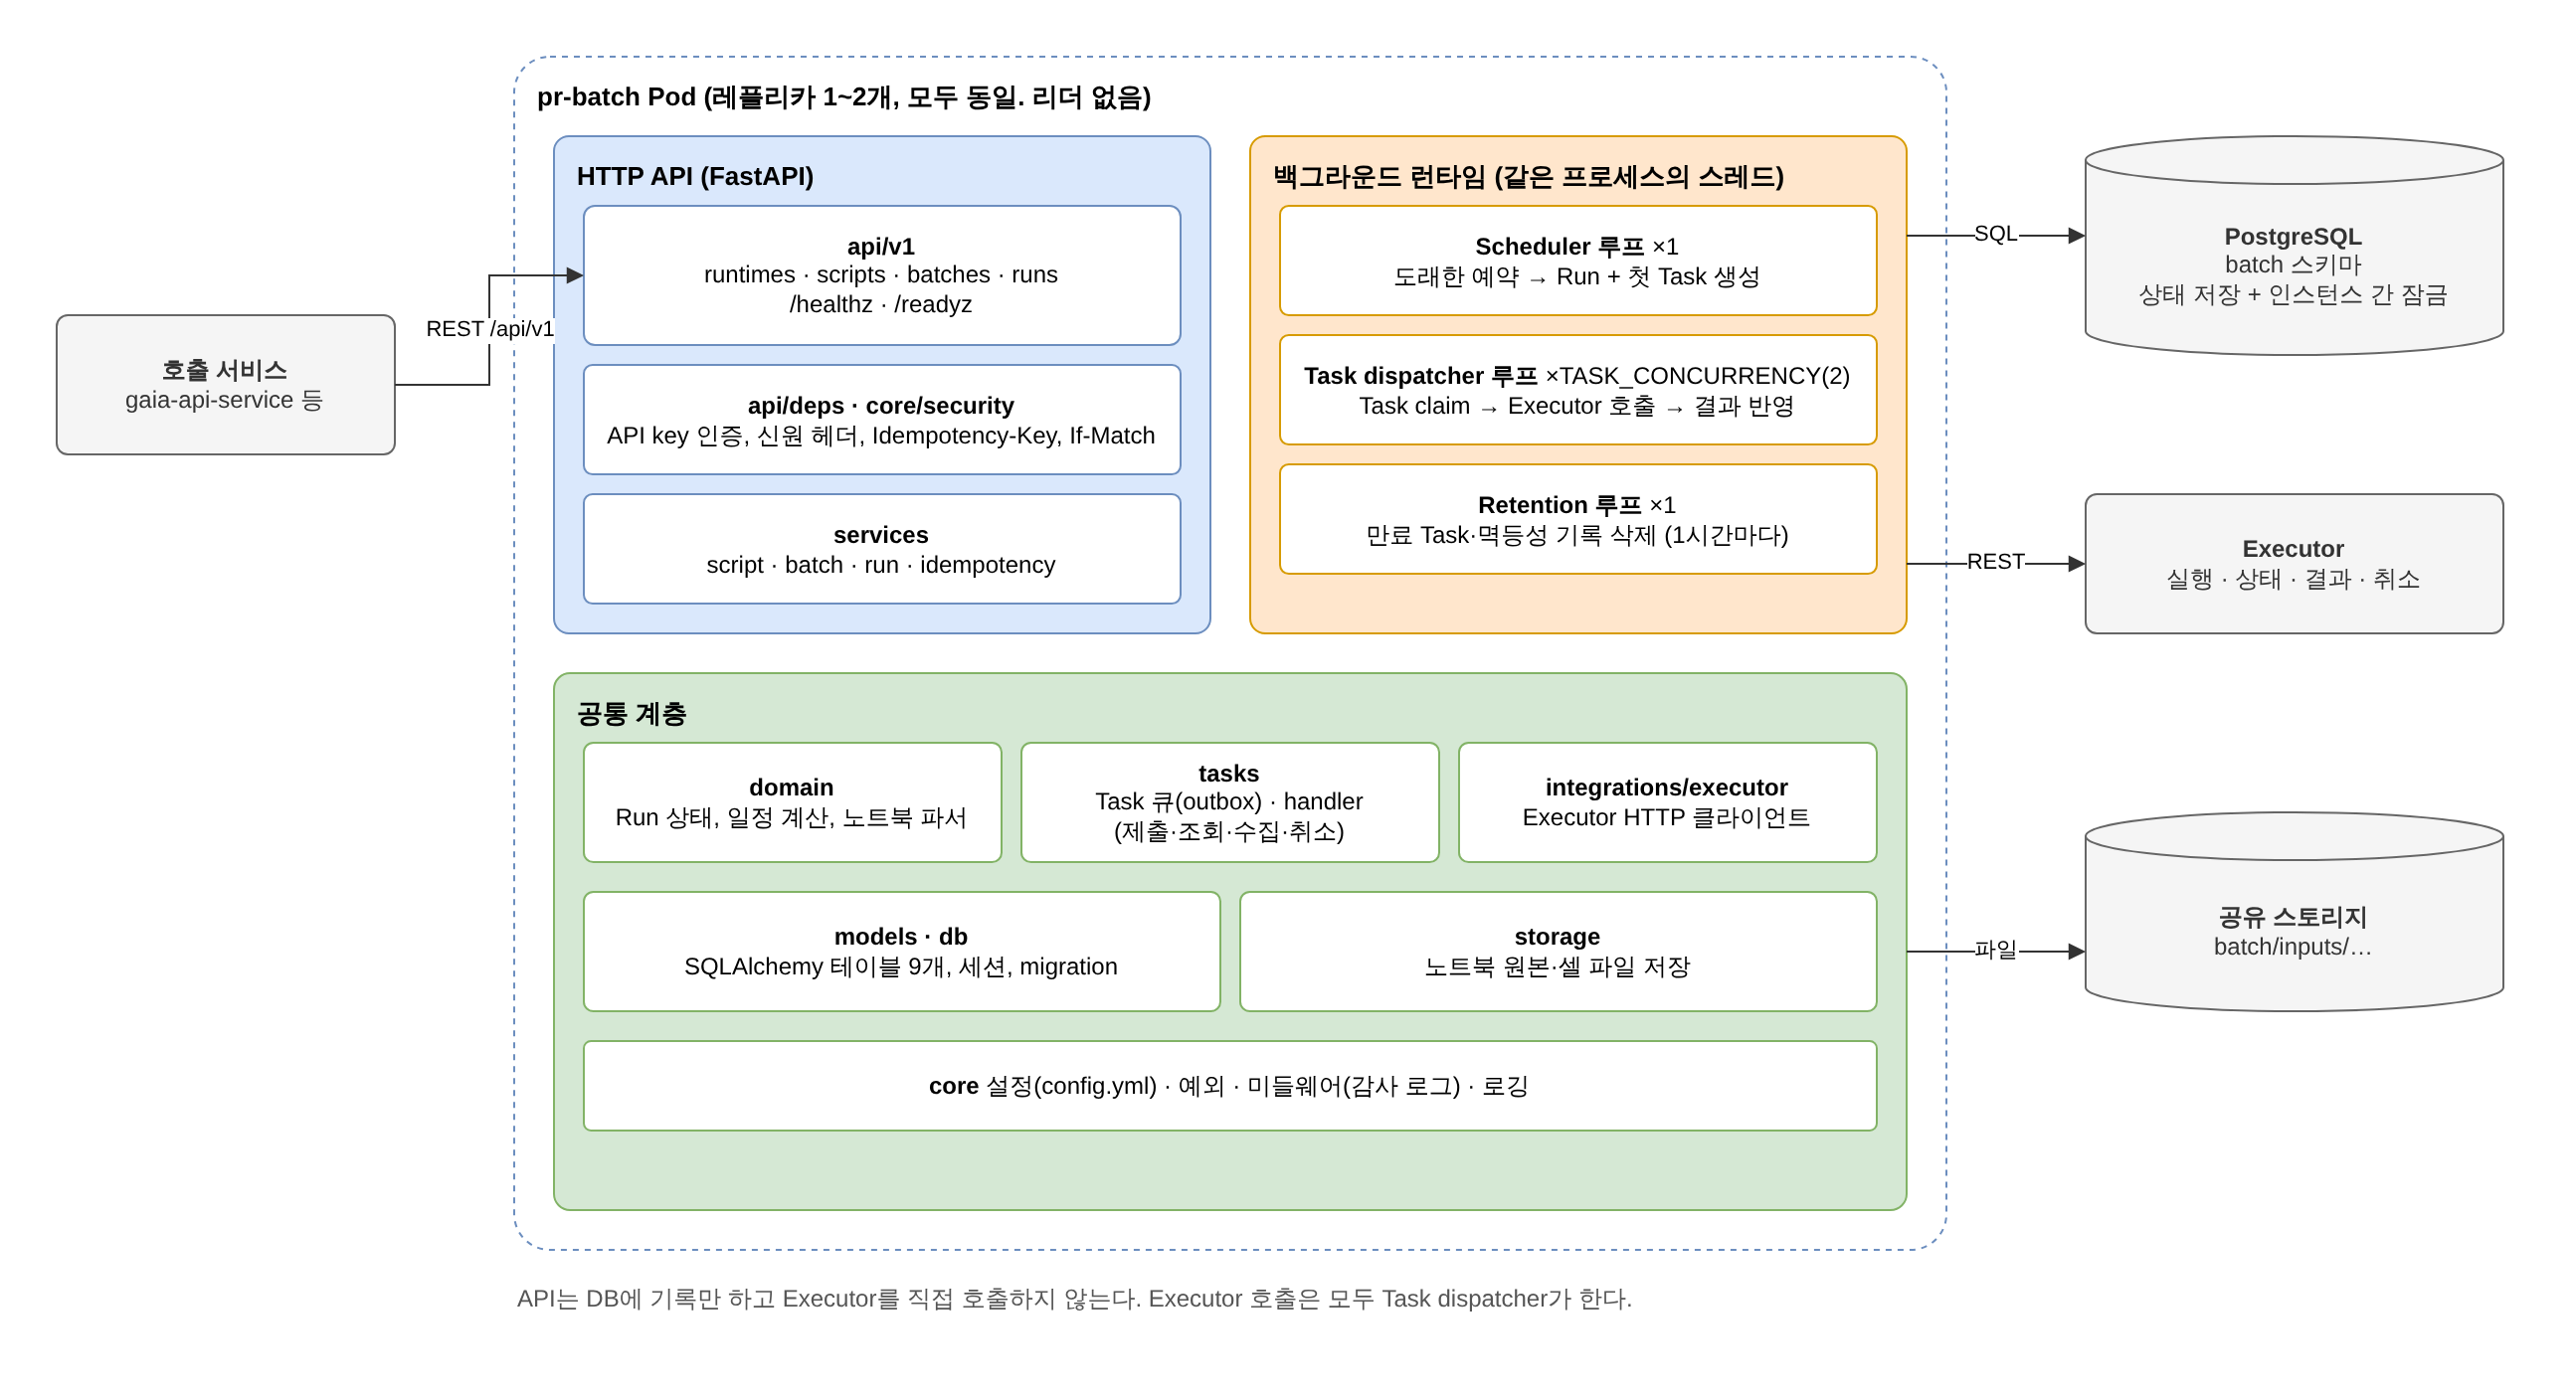 pr-batch Pod (레플리카 1~2개, 모두 동일. 리더 없음)
호출 서비스
gaia-api-service 등
REST /api/v1
HTTP API (FastAPI)
api/v1
runtimes · scripts · batches · runs
/healthz · /readyz
api/deps · core/security
API key 인증, 신원 헤더, Idempotency-Key, If-Match
services
script · batch · run · idempotency
백그라운드 런타임 (같은 프로세스의 스레드)
Scheduler 루프 ×1
도래한 예약 → Run + 첫 Task 생성
Task dispatcher 루프 ×TASK_CONCURRENCY(2)
Task claim → Executor 호출 → 결과 반영
Retention 루프 ×1
만료 Task·멱등성 기록 삭제 (1시간마다)
SQL
PostgreSQL
batch 스키마
상태 저장 + 인스턴스 간 잠금
REST
Executor
실행 · 상태 · 결과 · 취소
공통 계층
domain
Run 상태, 일정 계산, 노트북 파서
tasks
Task 큐(outbox) · handler
(제출·조회·수집·취소)
integrations/executor
Executor HTTP 클라이언트
models · db
SQLAlchemy 테이블 9개, 세션, migration
storage
노트북 원본·셀 파일 저장
core 설정(config.yml) · 예외 · 미들웨어(감사 로그) · 로깅
파일
공유 스토리지
batch/inputs/…
API는 DB에 기록만 하고 Executor를 직접 호출하지 않는다. Executor 호출은 모두 Task dispatcher가 한다.